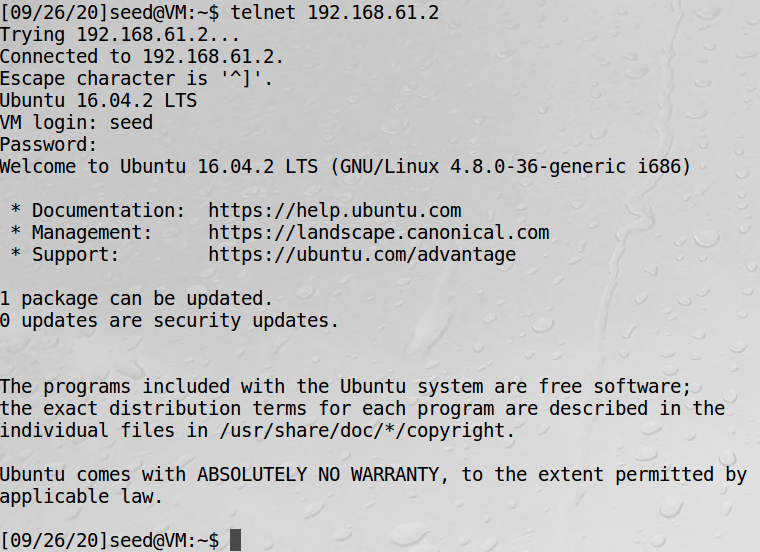 [09/26/20]seed@VM:~$ telnet 192.168.61.2
Trying 192.168.61.2...
Connected to 192.168.61.2.
Escape character is '^]'.
Ubuntu 16.04.2 LTS
VM login: seed
Password:
Welcome to Ubuntu 16.04.2 LTS (GNU/Linux 4.8.0-36-generic i686)

 * Documentation:  https://help.ubuntu.com
 * Management:     https://landscape.canonical.com
 * Support:        https://ubuntu.com/advantage

1 package can be updated.
0 updates are security updates.


The programs included with the Ubuntu system are free software;
the exact distribution terms for each program are described in the
individual files in /usr/share/doc/*/copyright.

Ubuntu comes with ABSOLUTELY NO WARRANTY, to the extent permitted by
applicable law.

[09/26/20]seed@VM:~$